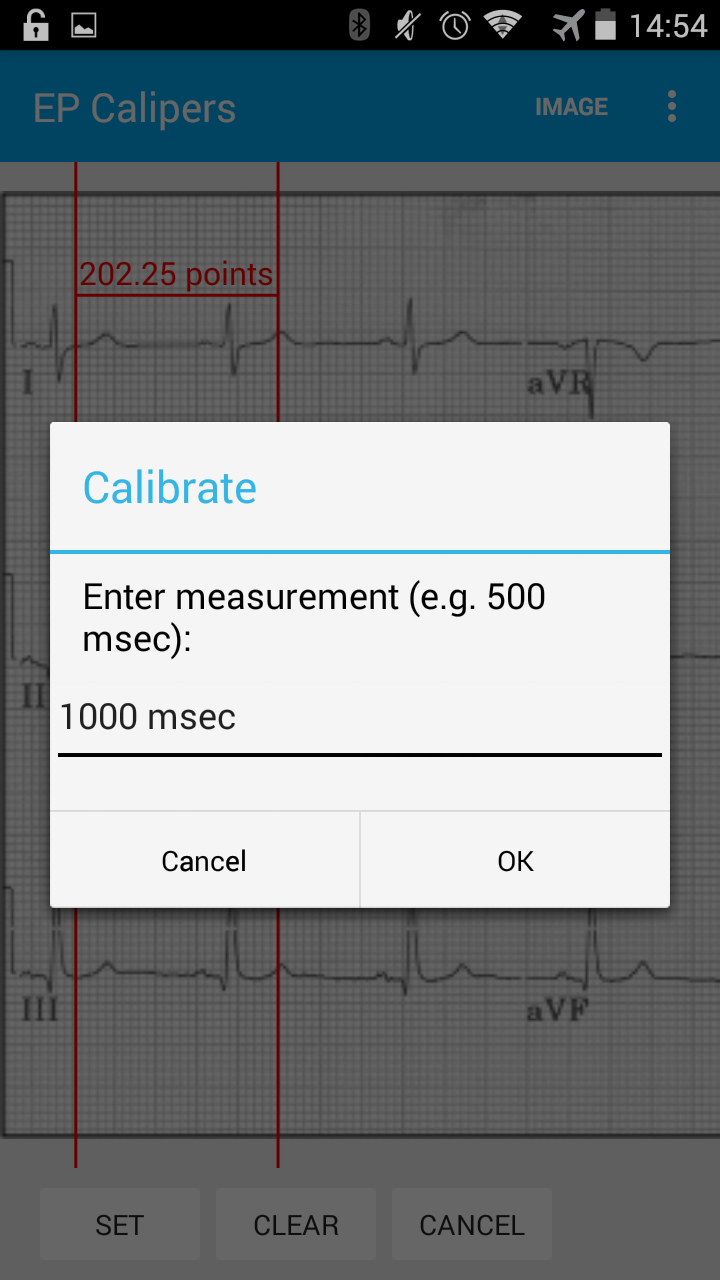 14:54
EP Calipers
IMAGE
202.25 points
I
aVR
Calibrate
Enter measurement (e.g. 500
msec):
1000 msec
II
Cancel
OK
III
aVF
SET
CLEAR
CANCEL